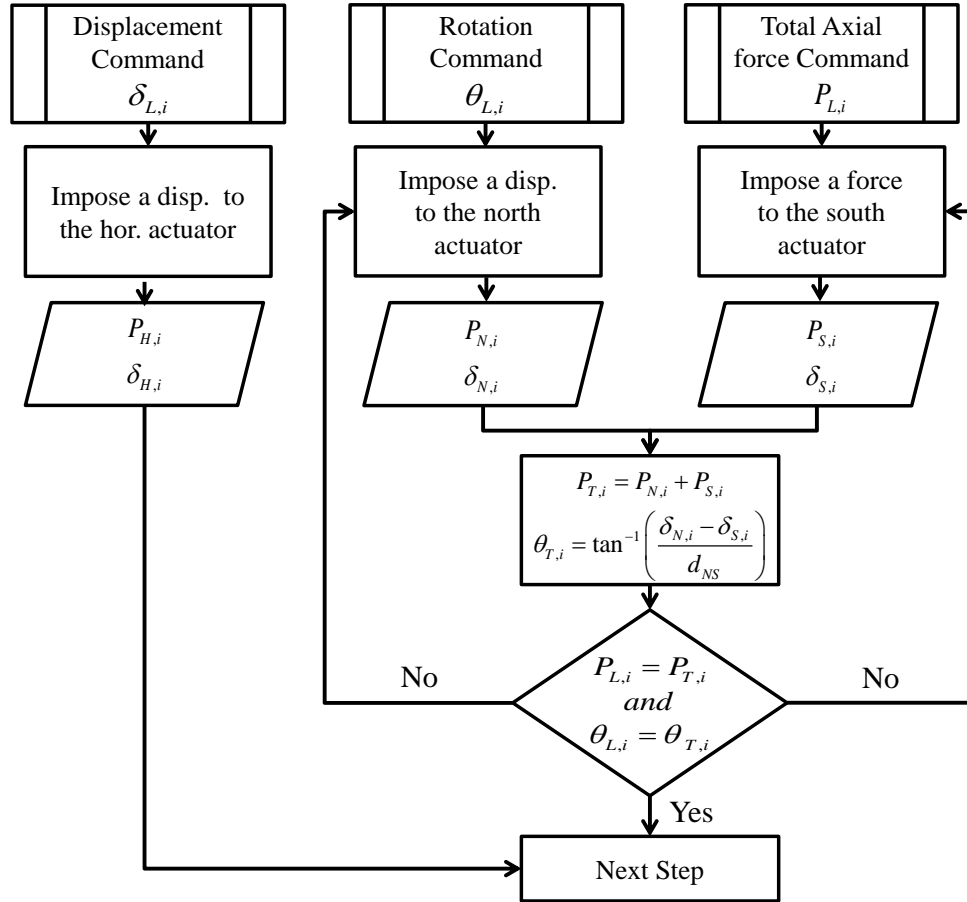 Displacement
Command
δ_{L,i}
Rotation
Command
θ_{L,i}
Total Axial
force Command
P_{L,i}
Impose a disp. to
the hor. actuator
Impose a disp.
to the north
actuator
Impose a force
to the south
actuator
P_{H,i}
δ_{H,i}
P_{N,i}
δ_{N,i}
P_{S,i}
δ_{S,i}
P_{T,i} = P_{N,i} + P_{S,i}
θ_{T,i} = tan^{-1}((δ_{N,i} − δ_{S,i}) / d_{NS})
No
P_{L,i} = P_{T,i}
and
θ_{L,i} = θ_{T,i}
No
Yes
Next Step